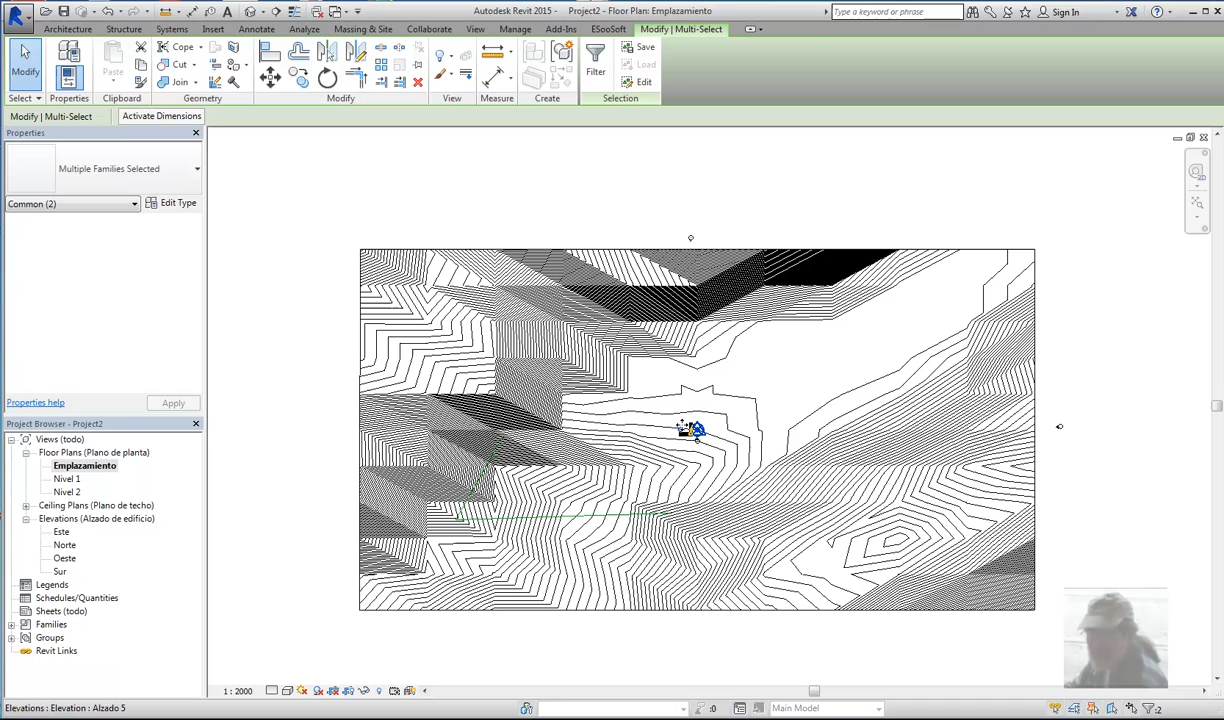 Autodesk Revit 2015 - Project2 - Floor Plan: Emplazamiento
Type a keyword or phrase
Sign In
Architecture Structure Systems Insert Annotate Analyze Massing & Site Collaborate View Manage Add-Ins ESooSoft Modify | Multi-Select
Modify
Paste
Cope
Cut
Join
Filter
Save
Load
Edit
Select Properties Clipboard Geometry Modify View Measure Create Selection
Modify | Multi-Select
Activate Dimensions
Properties
Multiple Families Selected
Common (2)
Edit Type
Properties help
Apply
Project Browser - Project2
Views (todo)
Floor Plans (Plano de planta)
Emplazamiento
Nivel 1
Nivel 2
Ceiling Plans (Plano de techo)
Elevations (Alzado de edificio)
Este
Norte
Oeste
Sur
Legends
Schedules/Quantities
Sheets (todo)
Families
Groups
Revit Links
1 : 2000
Elevations : Elevation : Alzado 5
:0
Main Model
:2